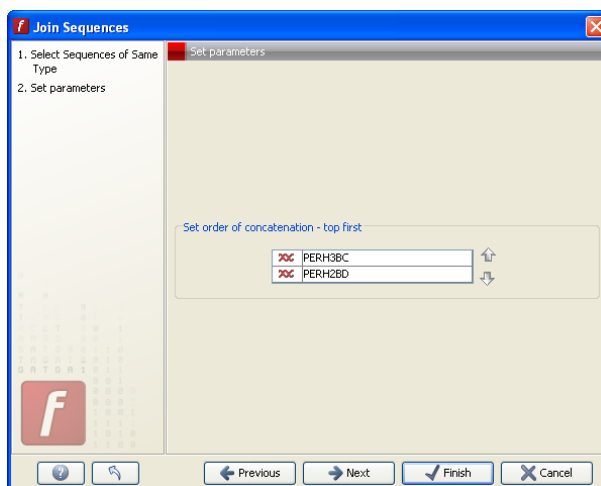 Join Sequences
1. Select Sequences of Same
Type
2. Set parameters
Set parameters
Set order of concatenation - top first
PERH3BC
PERH2BD
f
?
Previous
Next
Finish
Cancel